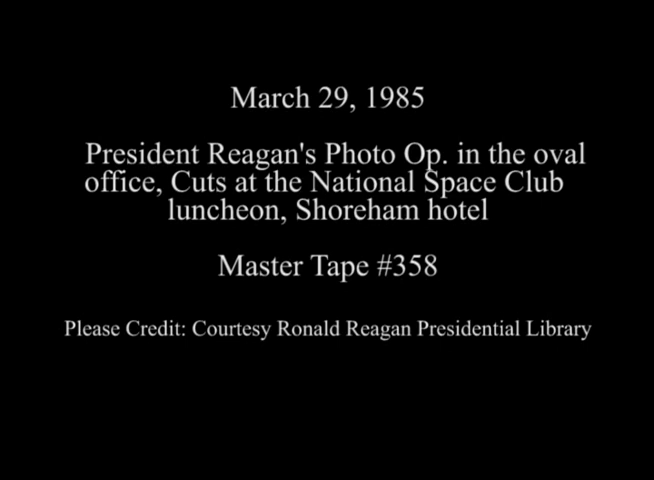 March 29, 1985
President Reagan's Photo Op. in the oval
office, Cuts at the National Space Club
luncheon, Shoreham hotel
Master Tape #358
Please Credit: Courtesy Ronald Reagan Presidential Library